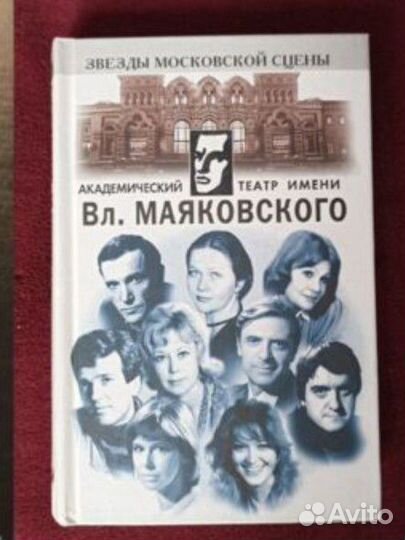 ЗВЕЗДЫ МОСКОВСКОЙ СЦЕНЫ
АКАДЕМИЧЕСКИЙ ТЕАТР ИМЕНИ
Вл. МАЯКОВСКОГО
Avito